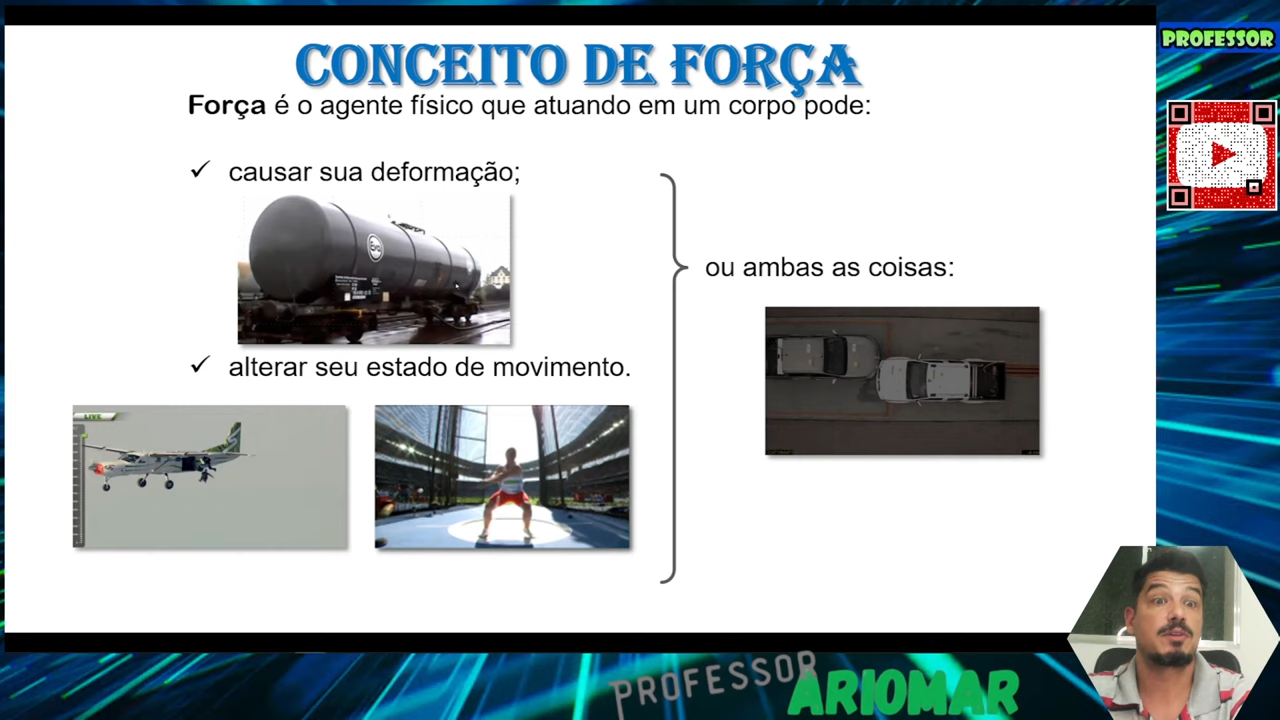 CONCEITO DE FORÇA
Força é o agente físico que atuando em um corpo pode:
✓ causar sua deformação;
✓ alterar seu estado de movimento.
ou ambas as coisas:
LIVE
PROFESSOR
PROFESSOR
ARIOMAR